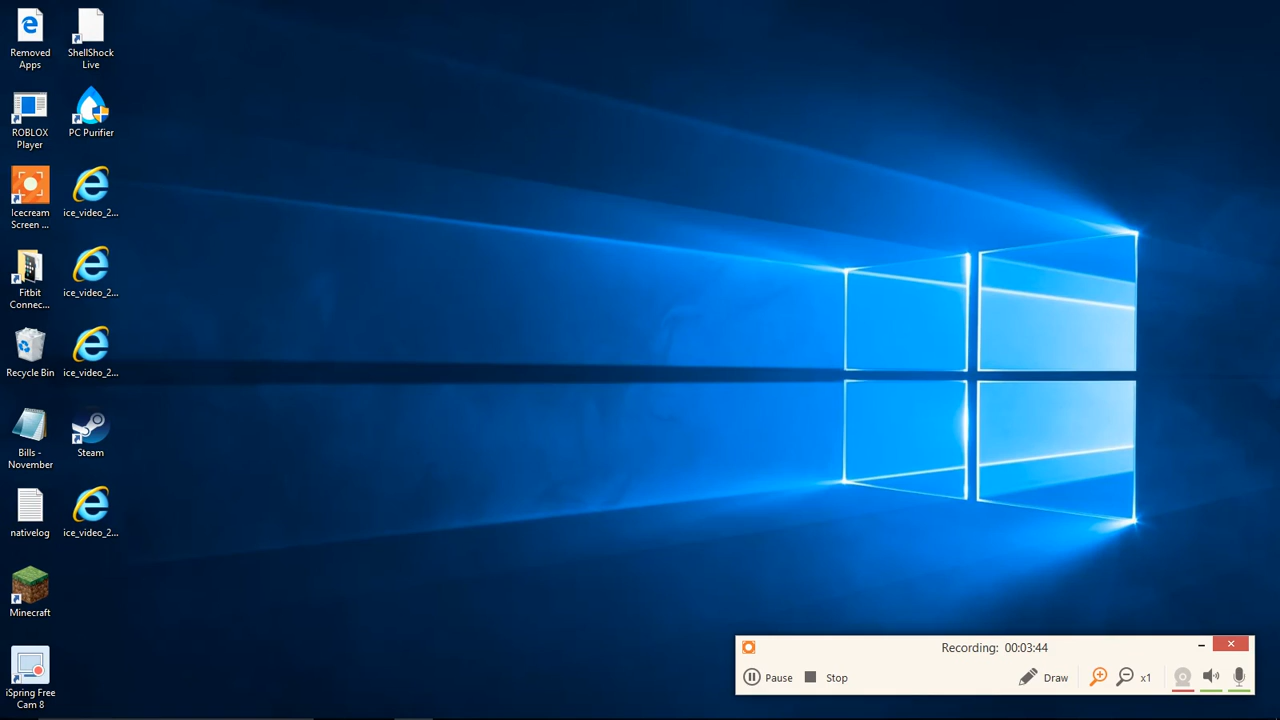 Removed
Apps
ShellShock
Live
ROBLOX
Player
PC Purifier
Icecream
Screen ...
ice_video_2...
Fitbit
Connec...
ice_video_2...
Recycle Bin
ice_video_2...
Bills -
November
Steam
nativelog
ice_video_2...
Minecraft
iSpring Free
Cam 8
Recording: 00:03:44
Pause
Stop
Draw
x1